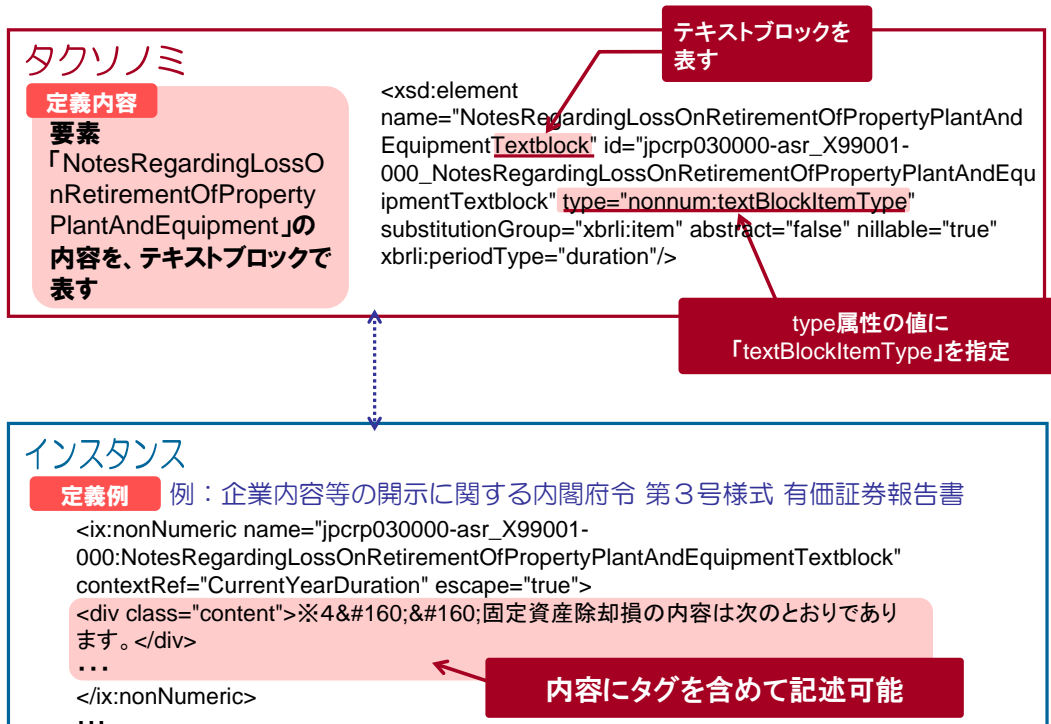 テキストブロックを
表す
タクソノミ
定義内容
要素
「NotesRegardingLossO
nRetirementOfProperty
PlantAndEquipment」の
内容を、テキストブロックで
表す
<xsd:element
name="NotesRegardingLossOnRetirementOfPropertyPlantAnd
EquipmentTextblock" id="jpcrp030000-asr_X99001-
000_NotesRegardingLossOnRetirementOfPropertyPlantAndEqu
ipmentTextblock" type="nonnum:textBlockItemType"
substitutionGroup="xbrli:item" abstract="false" nillable="true"
xbrli:periodType="duration"/>
type属性の値に
「textBlockItemType」を指定
インスタンス
定義例
例：企業内容等の開示に関する内閣府令 第３号様式 有価証券報告書
<ix:nonNumeric name="jpcrp030000-asr_X99001-
000:NotesRegardingLossOnRetirementOfPropertyPlantAndEquipmentTextblock"
contextRef="CurrentYearDuration" escape="true">
<div class="content">※4&#160;&#160;固定資産除却損の内容は次のとおりであり
ます。</div>
・・・
</ix:nonNumeric>
・・・
内容にタグを含めて記述可能